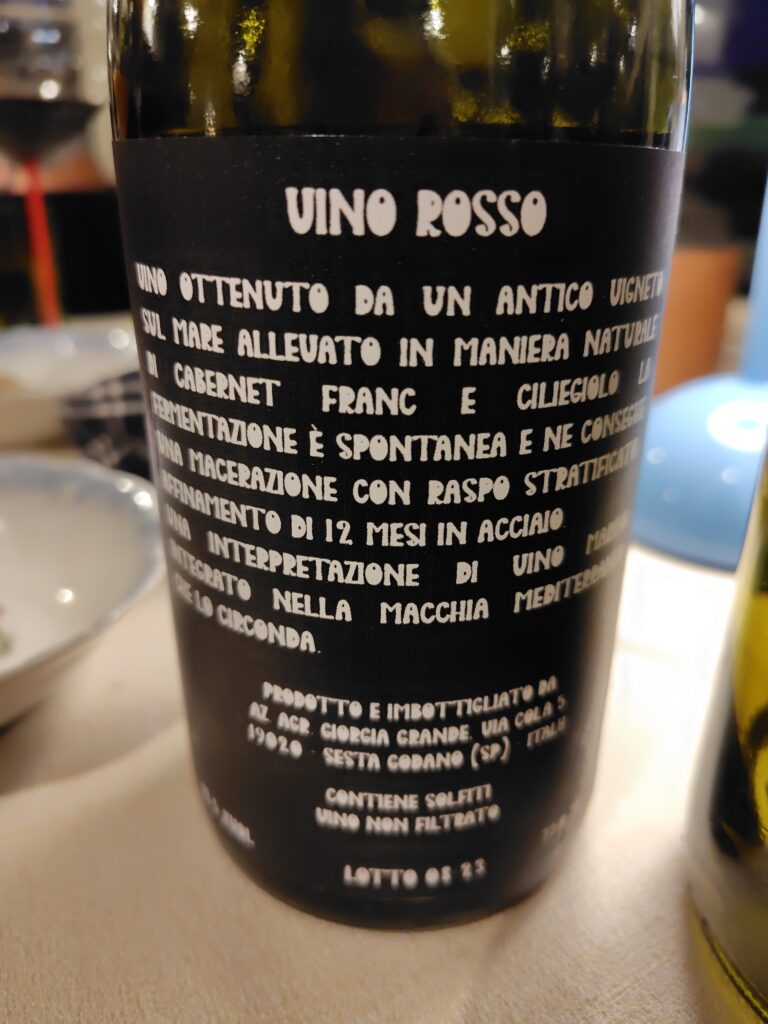 VINO ROSSO
VINO OTTENUTO DA UN ANTICO VIGNETO
SUL MARE ALLEVATO IN MANIERA NATURALE
DI CABERNET FRANC E CILIEGIOLO. LA
FERMENTAZIONE È SPONTANEA E NE CONSEGUE
UNA MACERAZIONE CON RASPO STRATIFICATO.
AFFINAMENTO DI 12 MESI IN ACCIAIO.
UNA INTERPRETAZIONE DI VINO
INTEGRATO NELLA MACCHIA
CHE LO CIRCONDA.
PRODOTTO E IMBOTTIGLIATO DA
AZ. AGR. GIORGIA GRANDE, VIA COLA 5
19020 - SESTA GODANO (SP) - ITALY
CONTIENE SOLFITI
VINO NON FILTRATO
LOTTO